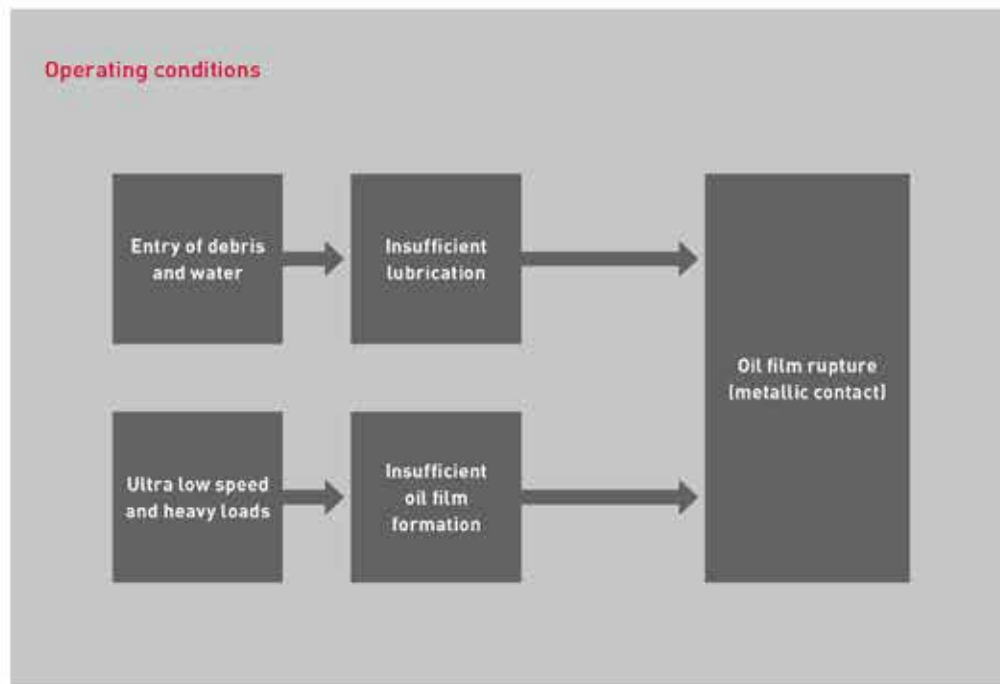 Operating conditions
Entry of debris
and water
Insufficient
lubrication
Oil film rupture
(metallic contact)
Ultra low speed
and heavy loads
Insufficient
oil film
formation